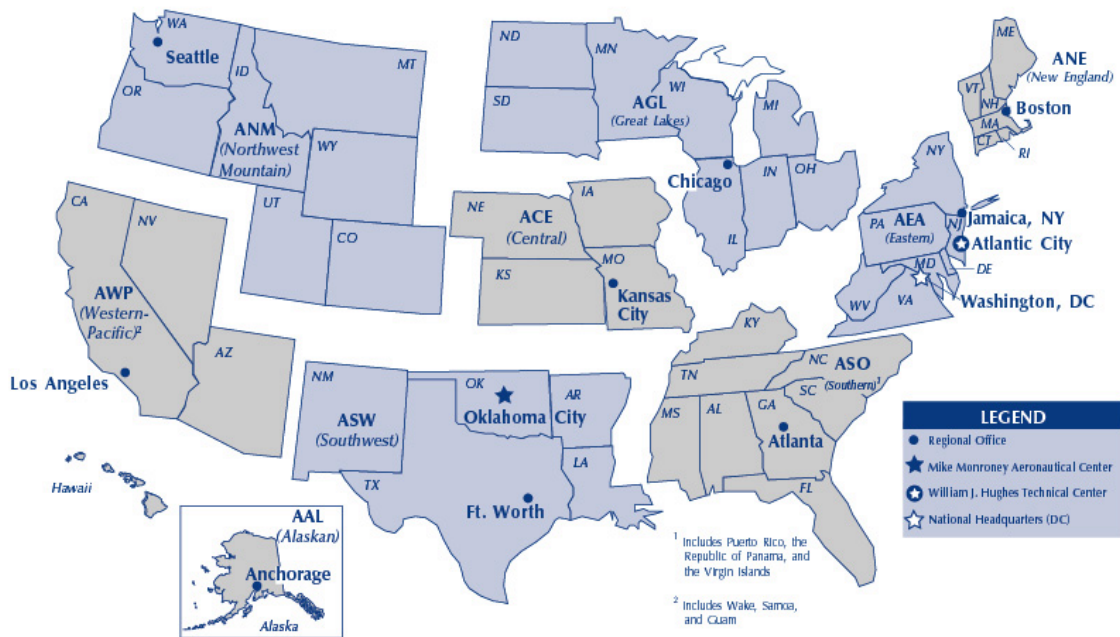 WA
Seattle
ID
MT
OR
ANM
(Northwest
Mountain)
WY
UT
CO
ND
MN
SD
WI
AGL
(Great Lakes)
MI
Chicago
IL
IN
OH
ME
ANE
(New England)
VT
NH
Boston
MA
CT
RI
NY
Jamaica, NY
PA
AEA
(Eastern)
NJ
Atlantic City
MD
DE
WV
VA
Washington, DC
CA
NV
AWP
(Western-
Pacific)²
AZ
Los Angeles
IA
NE
ACE
(Central)
KS
MO
Kansas
City
NM
OK
Oklahoma City
AR
ASW
(Southwest)
TX
LA
Ft. Worth
KY
TN
NC
ASO
(Southern)¹
SC
MS
AL
GA
Atlanta
FL
Hawaii
AAL
(Alaskan)
Anchorage
Alaska
LEGEND
Regional Office
Mike Monroney Aeronautical Center
William J. Hughes Technical Center
National Headquarters (DC)
¹ Includes Puerto Rico, the
Republic of Panama, and
the Virgin Islands
² Includes Wake, Samoa,
and Guam